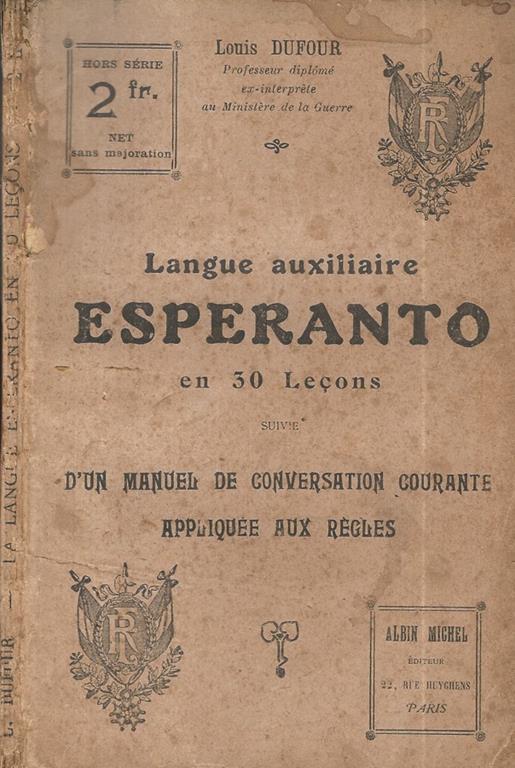 HORS SÉRIE
2 fr.
NET
sans majoration
Louis DUFOUR
Professeur diplômé
ex-interprète
au Ministère de la Guerre
RF
Langue auxiliaire
ESPERANTO
en 30 Leçons
SUIVIE
D'UN MANUEL DE CONVERSATION COURANTE
APPLIQUÉE AUX RÈGLES
RF
ALBIN MICHEL
ÉDITEUR
22, RUE HUYGHENS
PARIS
L. DUFOUR — LA LANGUE ESPERANTO EN 30 LEÇONS